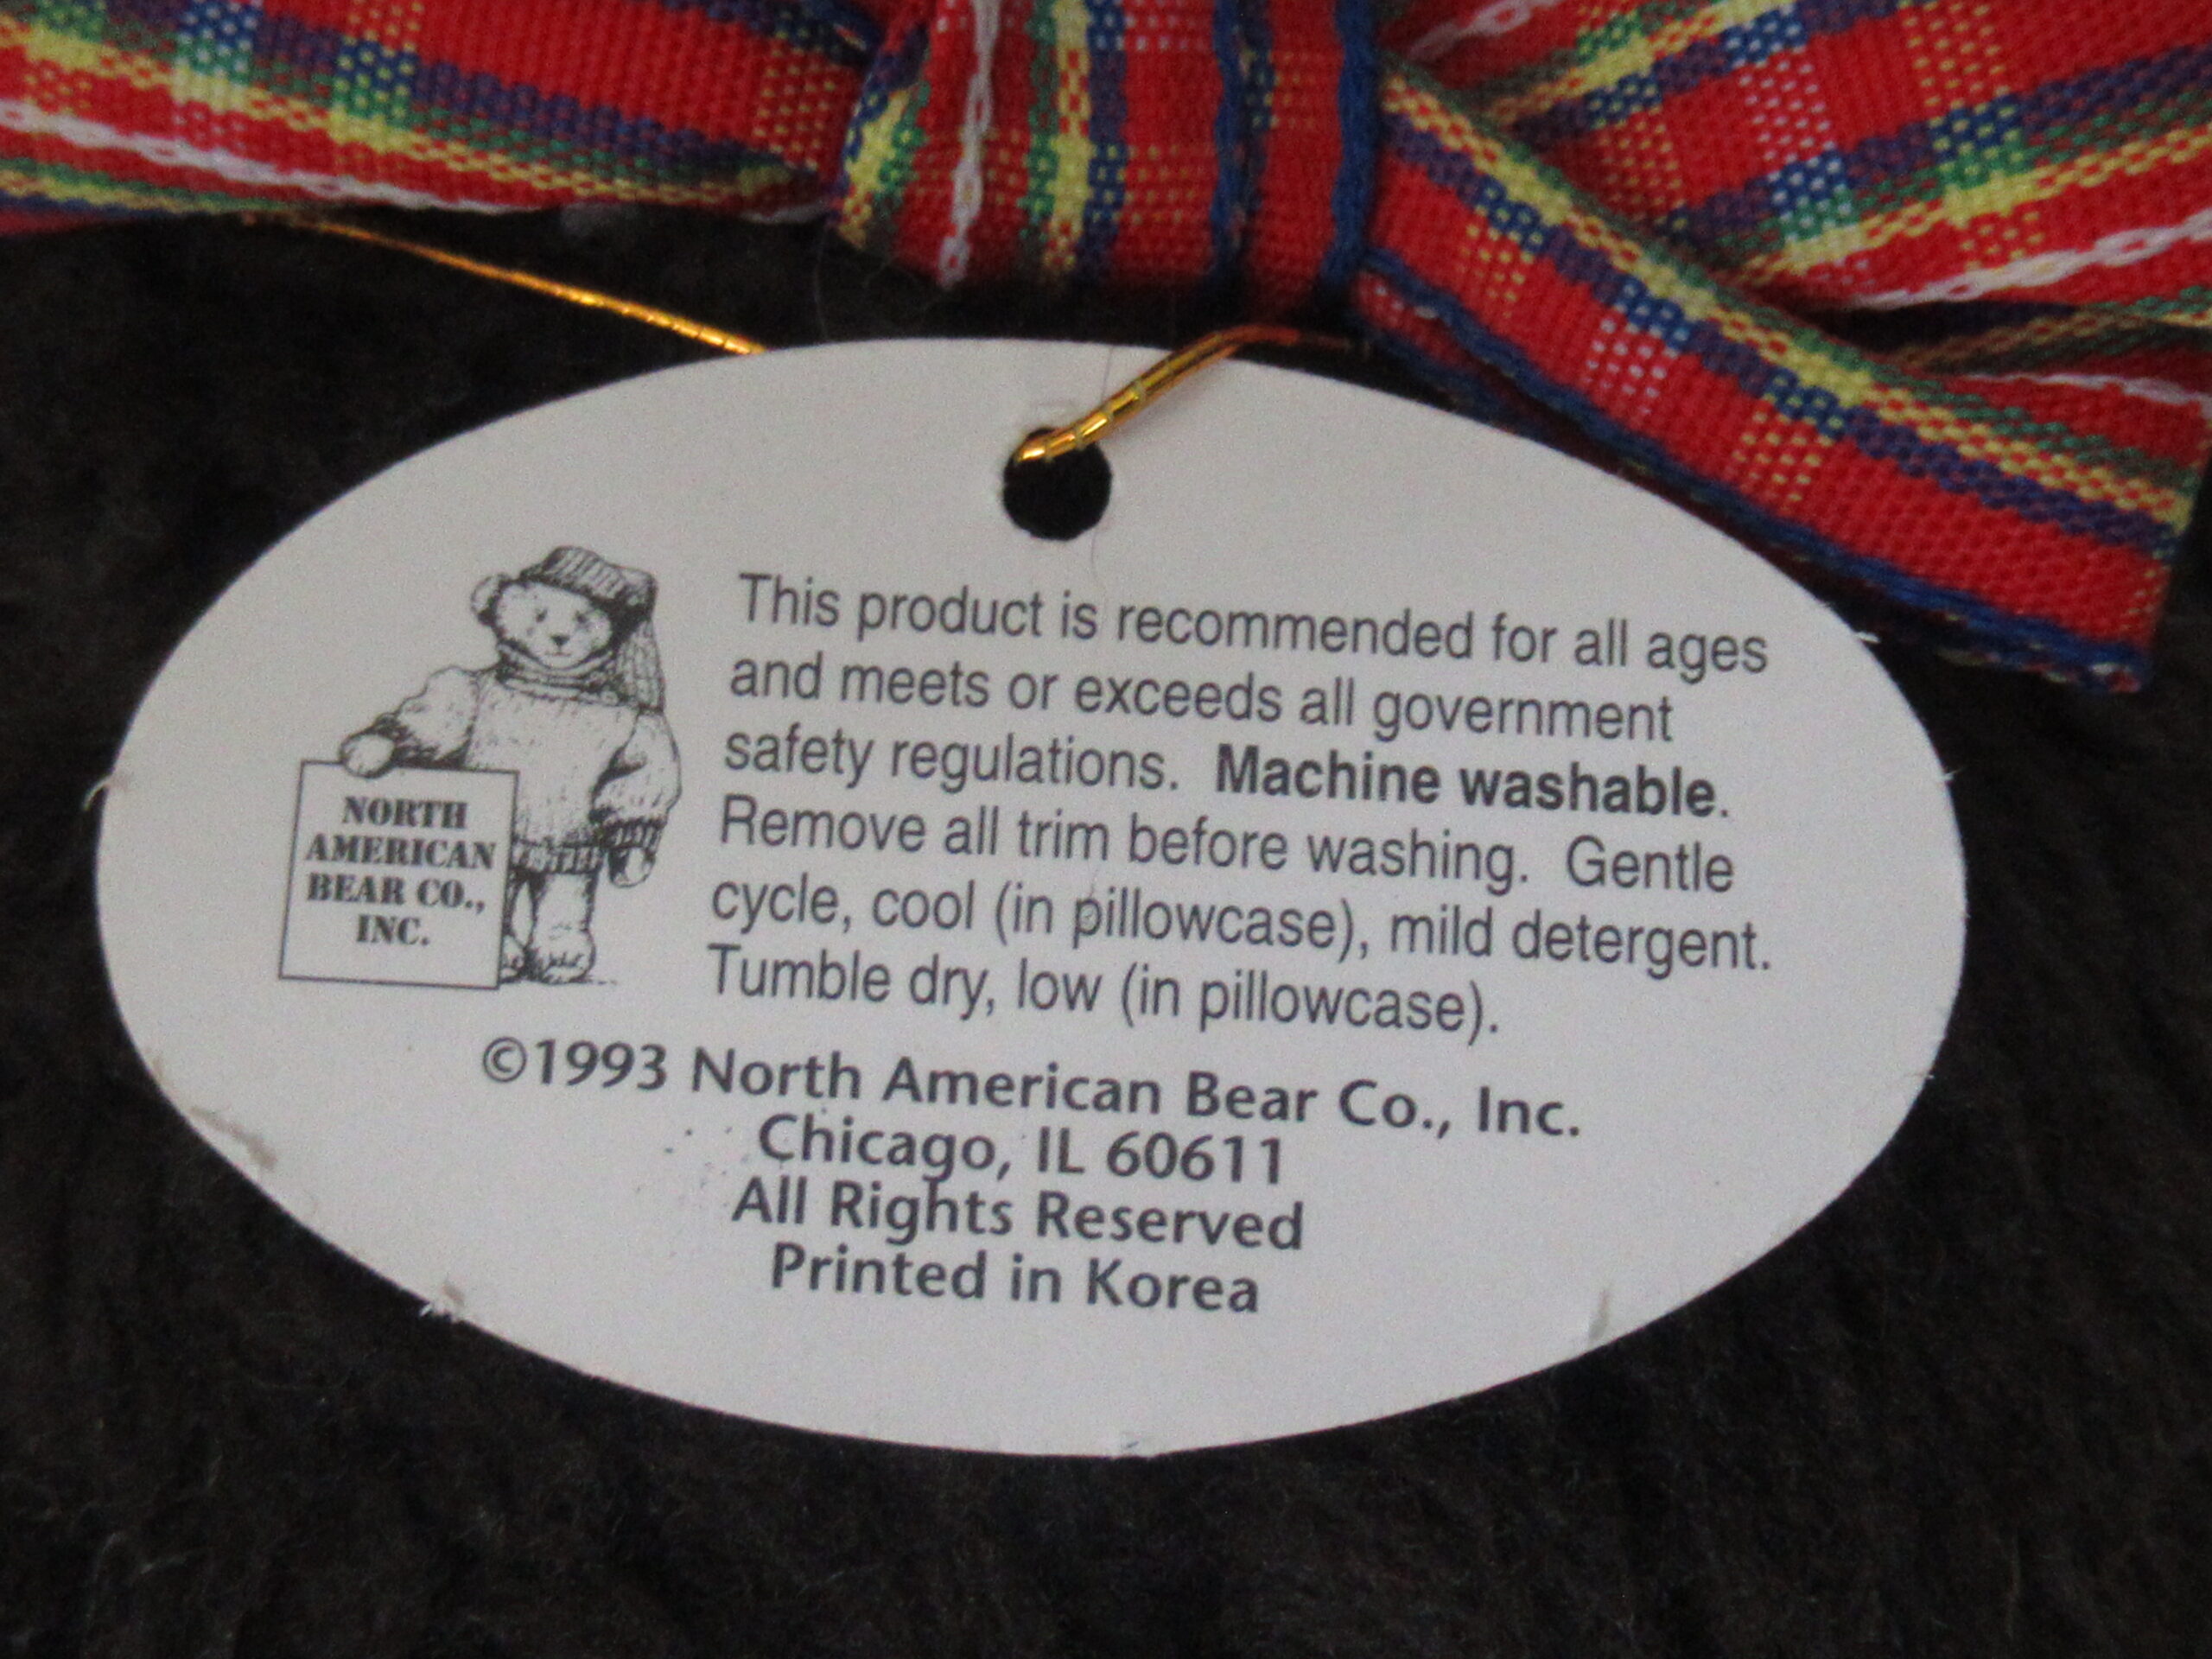 NORTH
AMERICAN
BEAR CO.,
INC.
This product is recommended for all ages
and meets or exceeds all government
safety regulations.  Machine washable.
Remove all trim before washing.  Gentle
cycle, cool (in pillowcase), mild detergent.
Tumble dry, low (in pillowcase).
©1993 North American Bear Co., Inc.
Chicago, IL 60611
All Rights Reserved
Printed in Korea